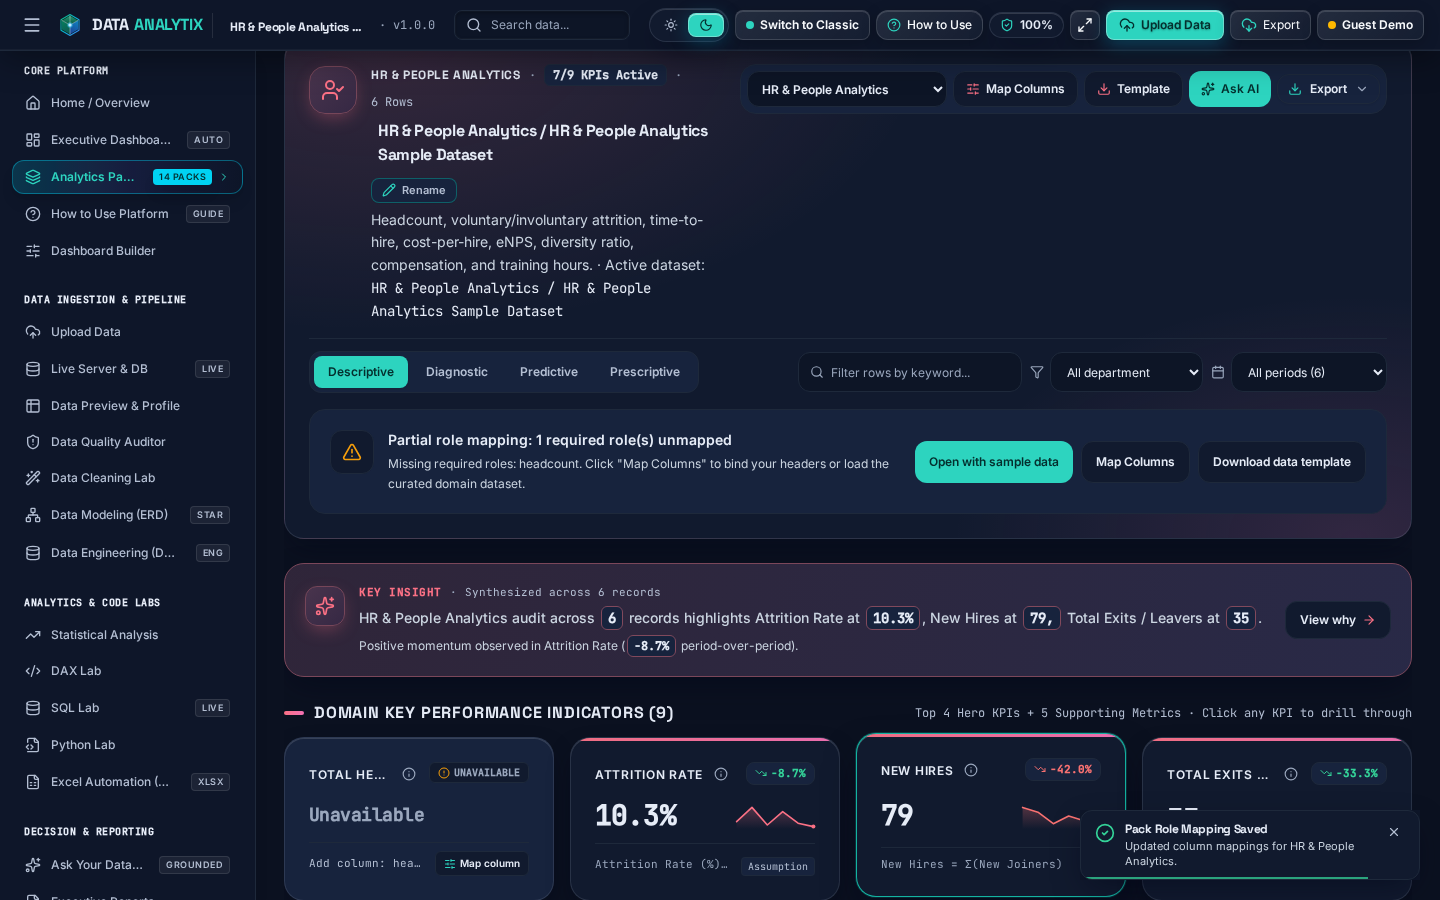 DATA ANALYTIX
HR & People Analytics ...
· v1.0.0
Search data...
Switch to Classic
How to Use
100%
Upload Data
Export
Guest Demo
CORE PLATFORM
Home / Overview
Executive Dashboa... AUTO
Analytics Pa... 14 PACKS
How to Use Platform GUIDE
Dashboard Builder
DATA INGESTION & PIPELINE
Upload Data
Live Server & DB LIVE
Data Preview & Profile
Data Quality Auditor
Data Cleaning Lab
Data Modeling (ERD) STAR
Data Engineering (D... ENG
ANALYTICS & CODE LABS
Statistical Analysis
DAX Lab
SQL Lab LIVE
Python Lab
Excel Automation (... XLSX
DECISION & REPORTING
Ask Your Data... GROUNDED
Executive Reports
HR & PEOPLE ANALYTICS · 7/9 KPIs Active ·
6 Rows
HR & People Analytics / HR & People Analytics
Sample Dataset
Rename
Headcount, voluntary/involuntary attrition, time-to-
hire, cost-per-hire, eNPS, diversity ratio,
compensation, and training hours. · Active dataset:
HR & People Analytics / HR & People
Analytics Sample Dataset
HR & People Analytics
Map Columns
Template
Ask AI
Export
Descriptive
Diagnostic
Predictive
Prescriptive
Filter rows by keyword...
All department
All periods (6)
Partial role mapping: 1 required role(s) unmapped
Missing required roles: headcount. Click "Map Columns" to bind your headers or load the
curated domain dataset.
Open with sample data
Map Columns
Download data template
KEY INSIGHT · Synthesized across 6 records
HR & People Analytics audit across 6 records highlights Attrition Rate at 10.3%, New Hires at 79, Total Exits / Leavers at 35.
Positive momentum observed in Attrition Rate (-8.7% period-over-period).
View why
DOMAIN KEY PERFORMANCE INDICATORS (9)
Top 4 Hero KPIs + 5 Supporting Metrics · Click any KPI to drill through
TOTAL HE... UNAVAILABLE
Unavailable
Add column: hea... Map column
ATTRITION RATE -8.7%
10.3%
Attrition Rate (%)... Assumption
NEW HIRES -42.0%
79
New Hires = Σ(New Joiners)
TOTAL EXITS ... -33.3%
Pack Role Mapping Saved
Updated column mappings for HR & People
Analytics.